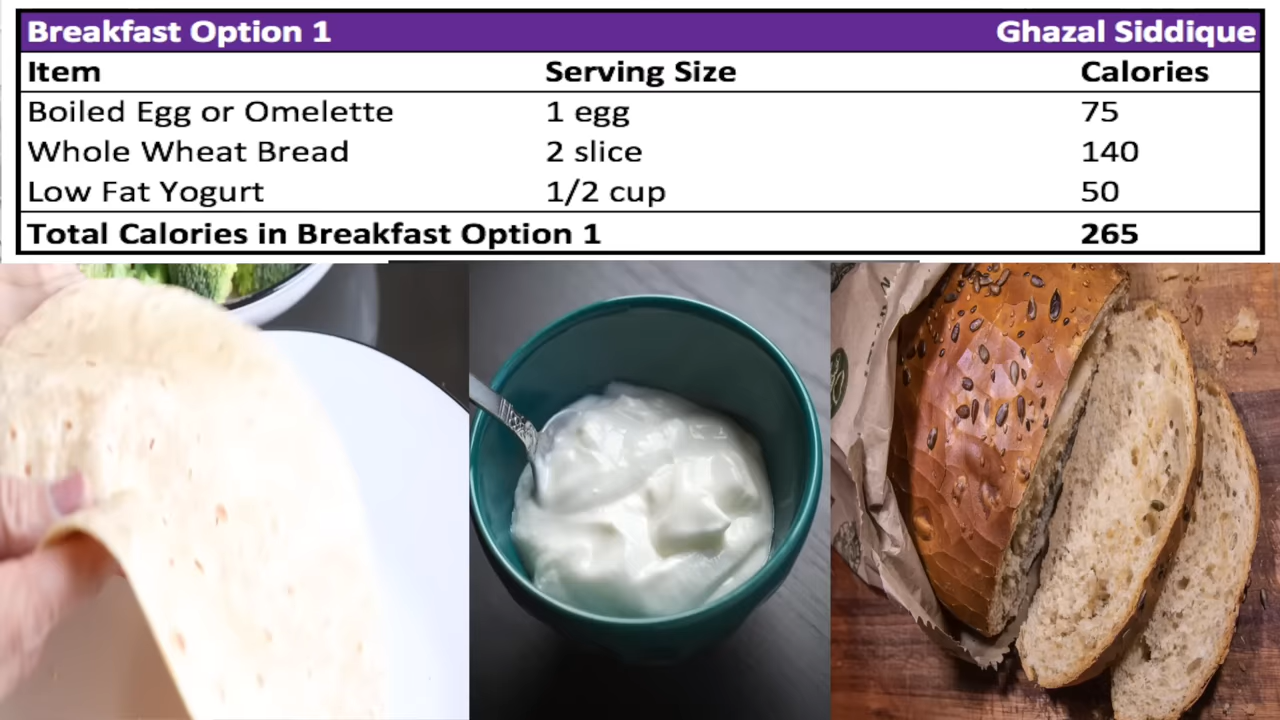 Breakfast Option 1 Ghazal Siddique
Item Serving Size Calories
Boiled Egg or Omelette 1 egg 75
Whole Wheat Bread 2 slice 140
Low Fat Yogurt 1/2 cup 50
Total Calories in Breakfast Option 1 265